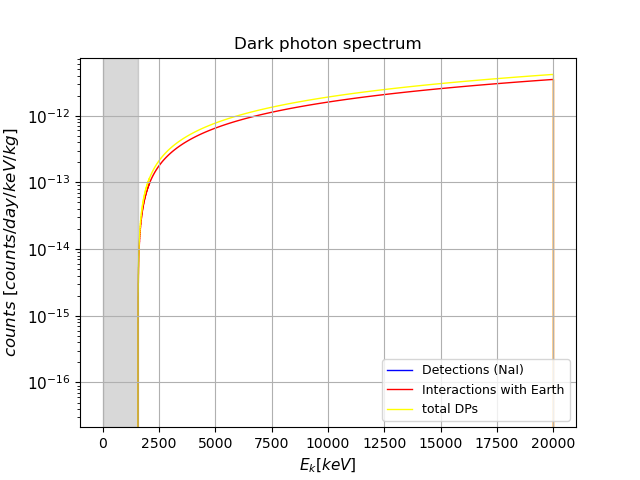 Dark photon spectrum
counts [counts/day/keV/kg]
10⁻¹²
10⁻¹³
10⁻¹⁴
10⁻¹⁵
10⁻¹⁶
Detections (NaI)
Interactions with Earth
total DPs
0 2500 5000 7500 10000 12500 15000 17500 20000
Eₖ[keV]